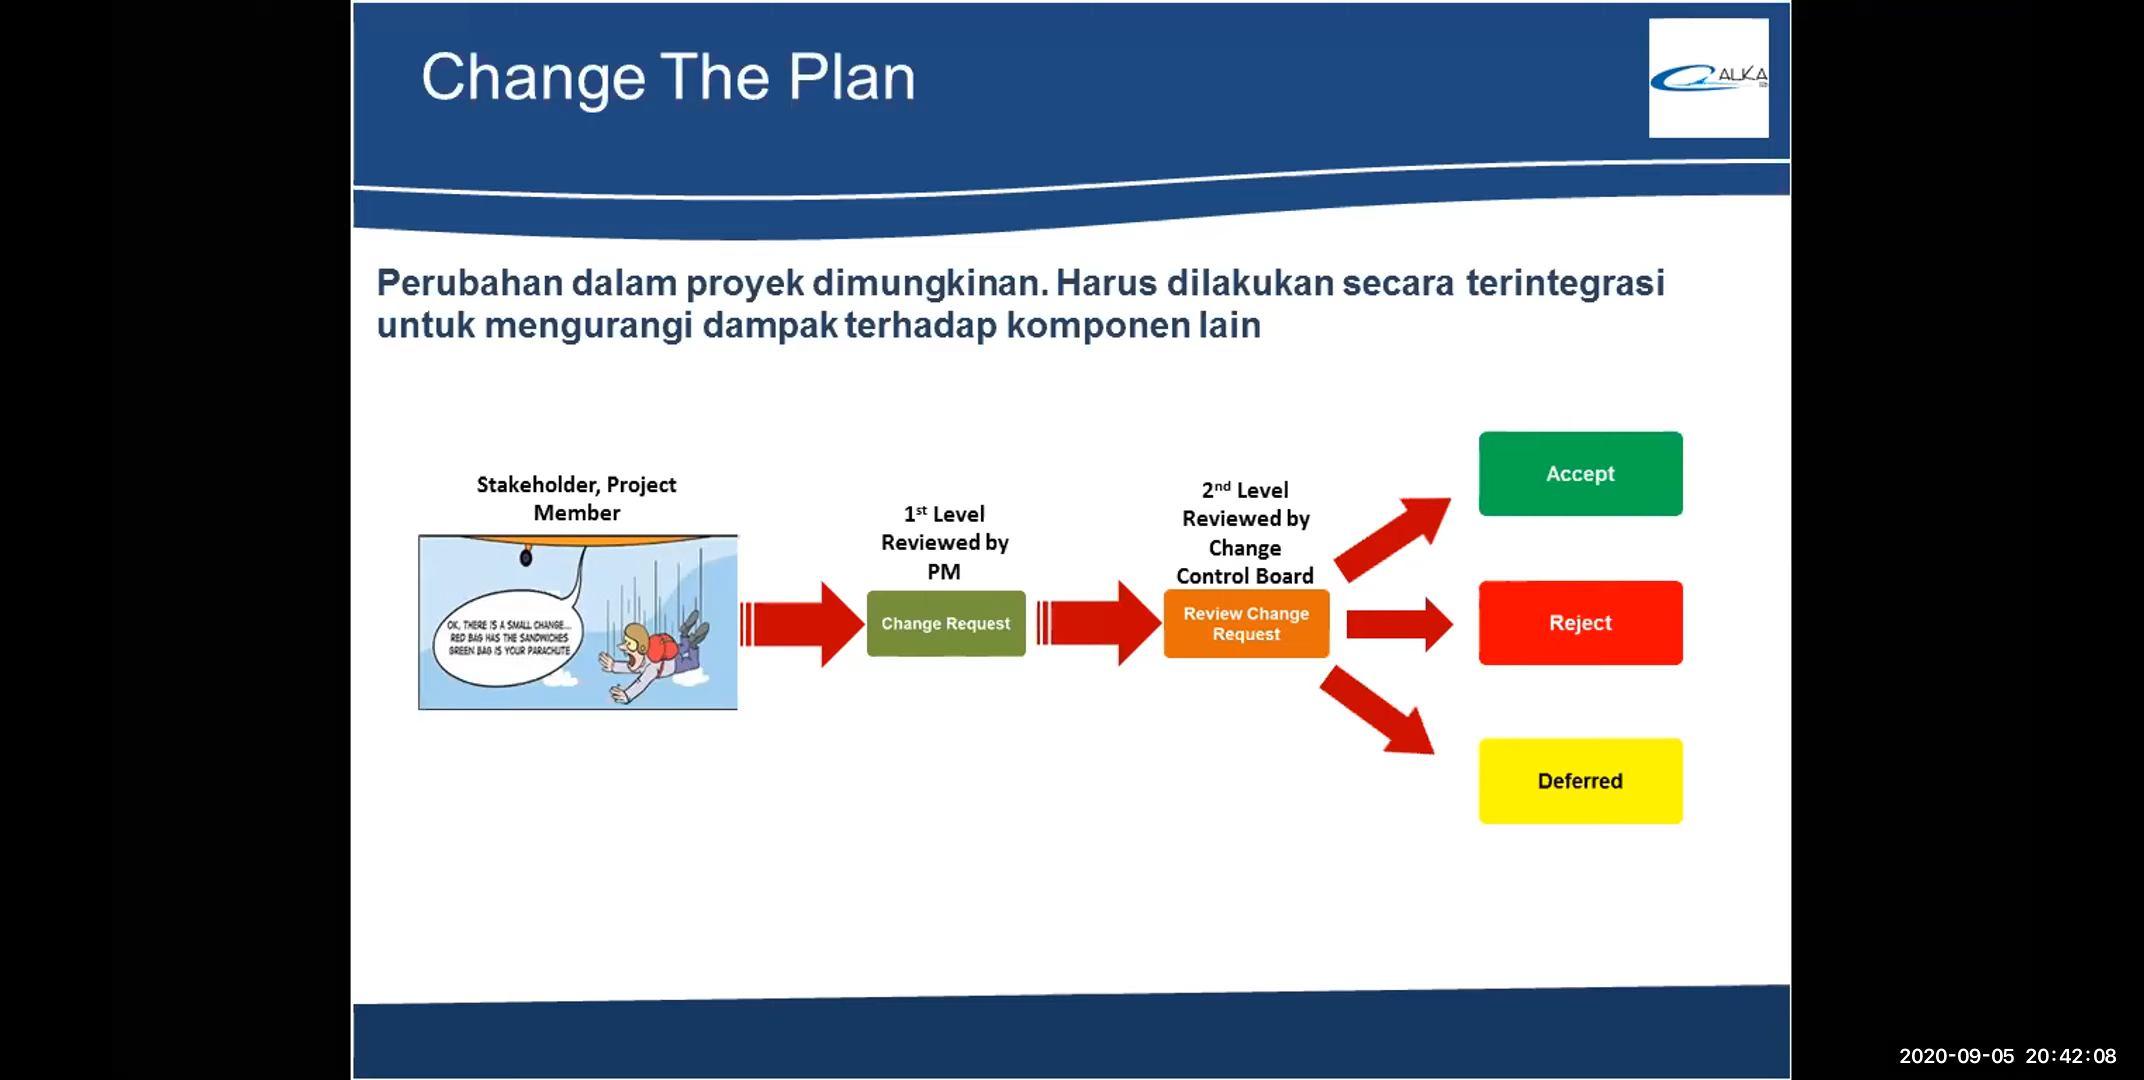 Change The Plan
ALKA
Perubahan dalam proyek dimungkinan. Harus dilakukan secara terintegrasi
untuk mengurangi dampak terhadap komponen lain
Stakeholder, Project
Member
OK, THERE IS A SMALL CHANGE...
RED BAG HAS THE SANDWICHES
GREEN BAG IS YOUR PARACHUTE
1st Level
Reviewed by
PM
Change Request
2nd Level
Reviewed by
Change
Control Board
Review Change
Request
Accept
Reject
Deferred
2020-09-05 20:42:08